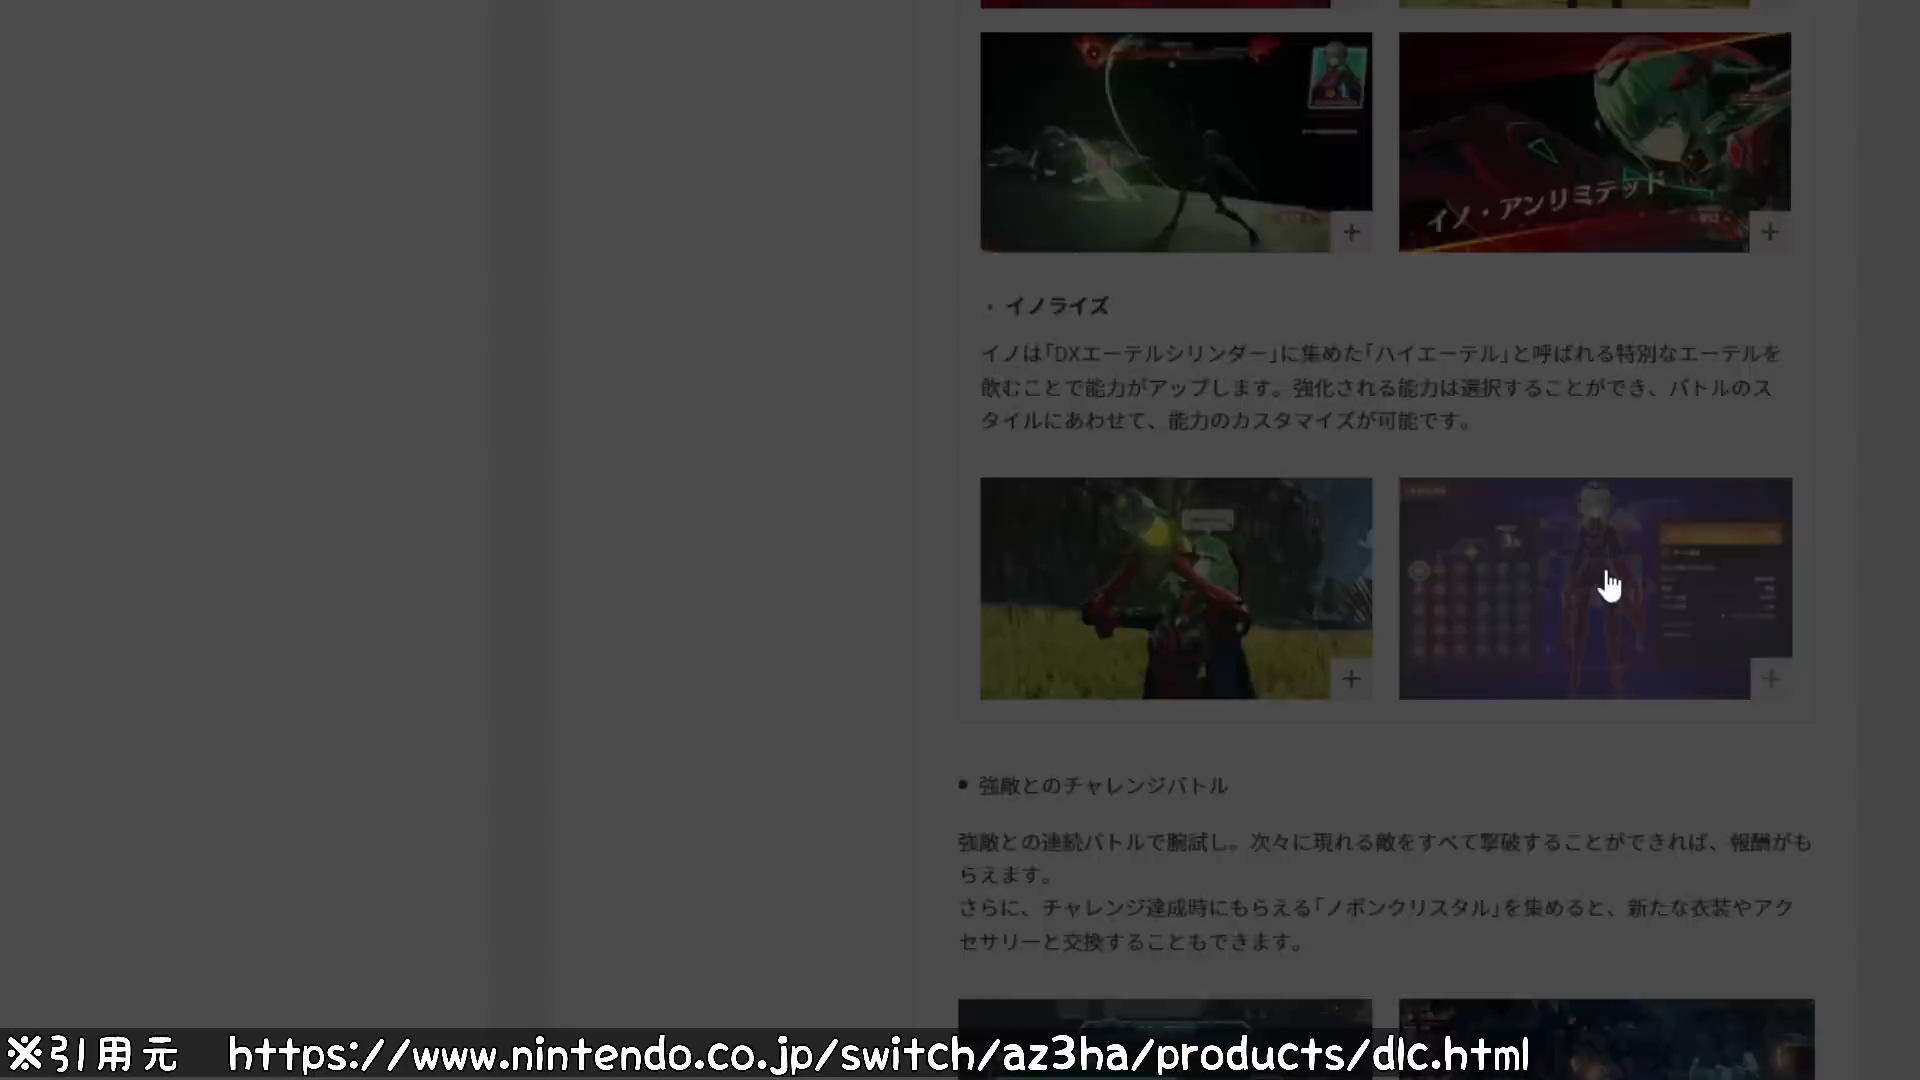 イノ・アンリミテッド
・イノライズ
イノは「DXエーテルシリンダー」に集めた「ハイエーテル」と呼ばれる特別なエーテルを
飲むことで能力がアップします。強化される能力は選択することができ、バトルのス
タイルにあわせて、能力のカスタマイズが可能です。
• 強敵とのチャレンジバトル
強敵との連続バトルで腕試し。次々に現れる敵をすべて撃破することができれば、報酬がも
らえます。
さらに、チャレンジ達成時にもらえる「ノポンクリスタル」を集めると、新たな衣装やアク
セサリーと交換することもできます。
※引用元 https://www.nintendo.co.jp/switch/az3ha/products/dlc.html